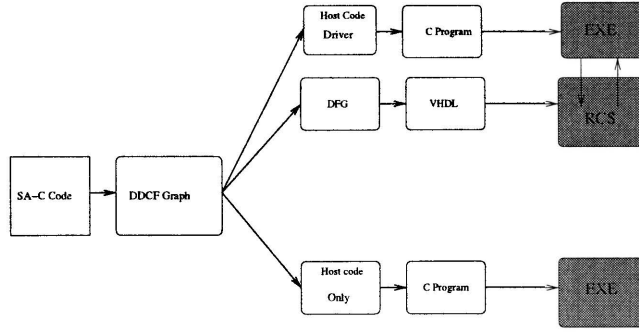 Host Code
Driver
C Program
EXE
DFG
VHDL
RCS
SA-C Code
DDCF Graph
Host code
Only
C Program
EXE